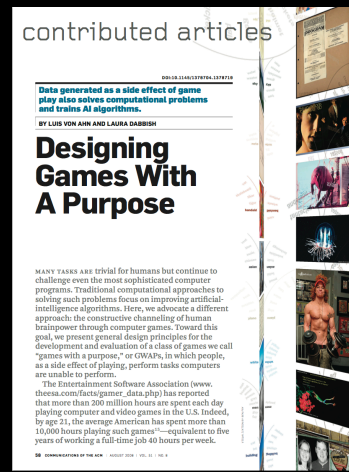 contributed articles
DOI:10.1145/1378704.1378719
Data generated as a side effect of game
play also solves computational problems
and trains AI algorithms.
BY LUIS VON AHN AND LAURA DABBISH
Designing
Games With
A Purpose
MANY TASKS ARE trivial for humans but continue to
challenge even the most sophisticated computer
programs. Traditional computational approaches to
solving such problems focus on improving artificial-
intelligence algorithms. Here, we advocate a different
approach: the constructive channeling of human
brainpower through computer games. Toward this
goal, we present general design principles for the
development and evaluation of a class of games we call
"games with a purpose," or GWAPs, in which people,
as a side effect of playing, perform tasks computers
are unable to perform.
The Entertainment Software Association (www.
theesa.com/facts/gamer_data.php) has reported
that more than 200 million hours are spent each day
playing computer and video games in the U.S. Indeed,
by age 21, the average American has spent more than
10,000 hours playing such games—equivalent to five
years of working a full-time job 40 hours per week.
58 COMMUNICATIONS OF THE ACM | AUGUST 2008 | VOL. 51 | NO. 8